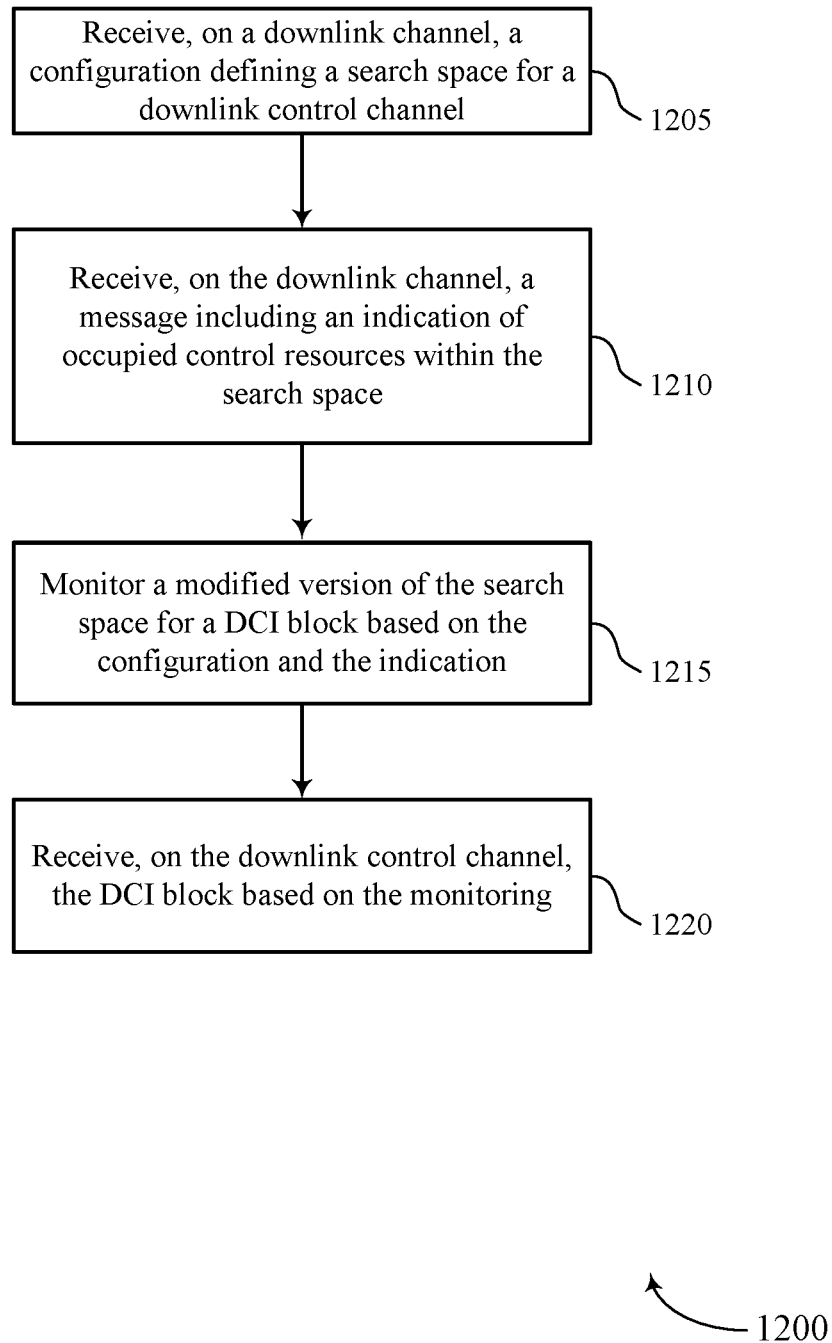 Receive, on a downlink channel, a
configuration defining a search space for a
downlink control channel
1205
Receive, on the downlink channel, a
message including an indication of
occupied control resources within the
search space
1210
Monitor a modified version of the search
space for a DCI block based on the
configuration and the indication
1215
Receive, on the downlink control channel,
the DCI block based on the monitoring
1220
1200